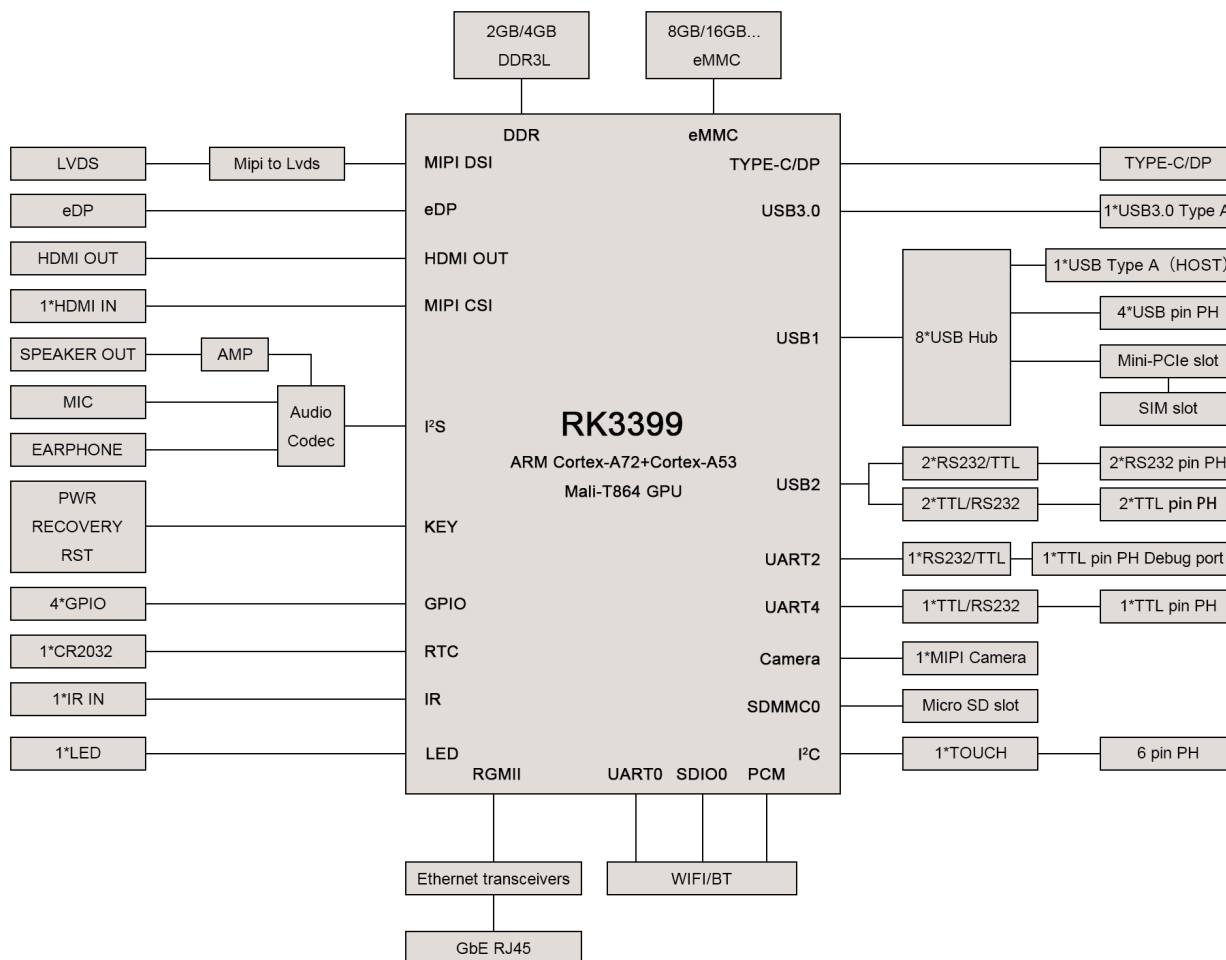 2GB/4GB
DDR3L
8GB/16GB...
eMMC
DDR
eMMC
LVDS
Mipi to Lvds
MIPI DSI
TYPE-C/DP
TYPE-C/DP
eDP
eDP
USB3.0
1*USB3.0 Type A
HDMI OUT
HDMI OUT
1*USB Type A（HOST）
1*HDMI IN
MIPI CSI
4*USB pin PH
USB1
8*USB Hub
SPEAKER OUT
AMP
Mini-PCIe slot
MIC
SIM slot
Audio
Codec
I²S
EARPHONE
RK3399
ARM Cortex-A72+Cortex-A53
Mali-T864 GPU
USB2
2*RS232/TTL
2*RS232 pin PH
2*TTL/RS232
2*TTL pin PH
PWR
RECOVERY
RST
KEY
UART2
1*RS232/TTL
1*TTL pin PH Debug port
4*GPIO
GPIO
UART4
1*TTL/RS232
1*TTL pin PH
1*CR2032
RTC
Camera
1*MIPI Camera
1*IR IN
IR
SDMMC0
Micro SD slot
1*LED
LED
I²C
1*TOUCH
6 pin PH
RGMII
UART0
SDIO0
PCM
Ethernet transceivers
WIFI/BT
GbE RJ45